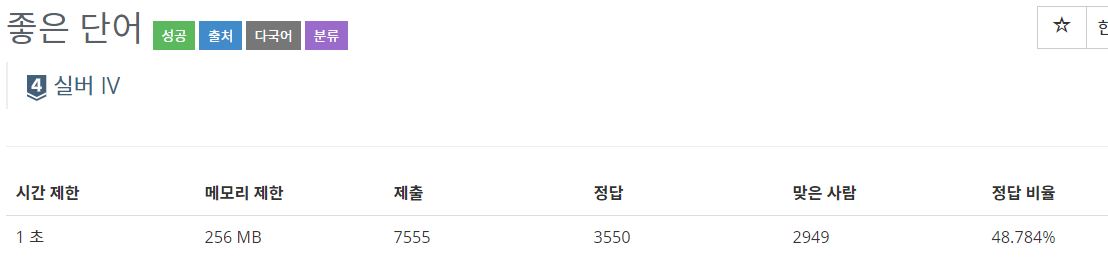 좋은 단어 성공 출처 다국어 분류 ☆
4 실버 IV
시간 제한 메모리 제한 제출 정답 맞은 사람 정답 비율
1 초 256 MB 7555 3550 2949 48.784%